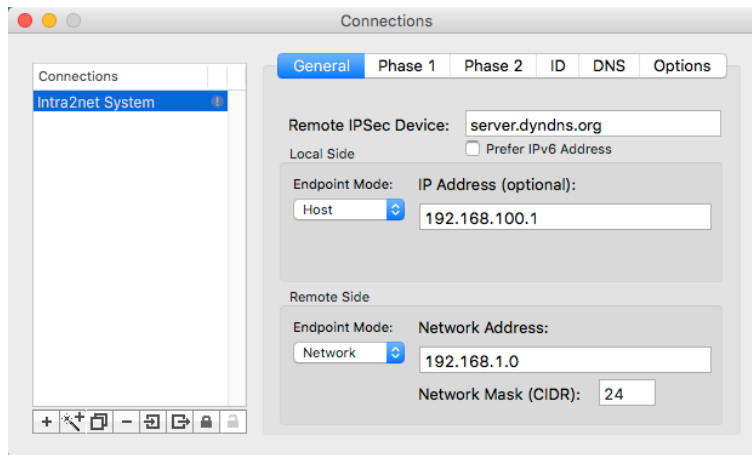 Connections
Connections
Intra2net System
General Phase 1 Phase 2 ID DNS Options
Remote IPSec Device: server.dyndns.org
Prefer IPv6 Address
Local Side
Endpoint Mode: IP Address (optional):
Host 192.168.100.1
Remote Side
Endpoint Mode: Network Address:
Network 192.168.1.0
Network Mask (CIDR): 24